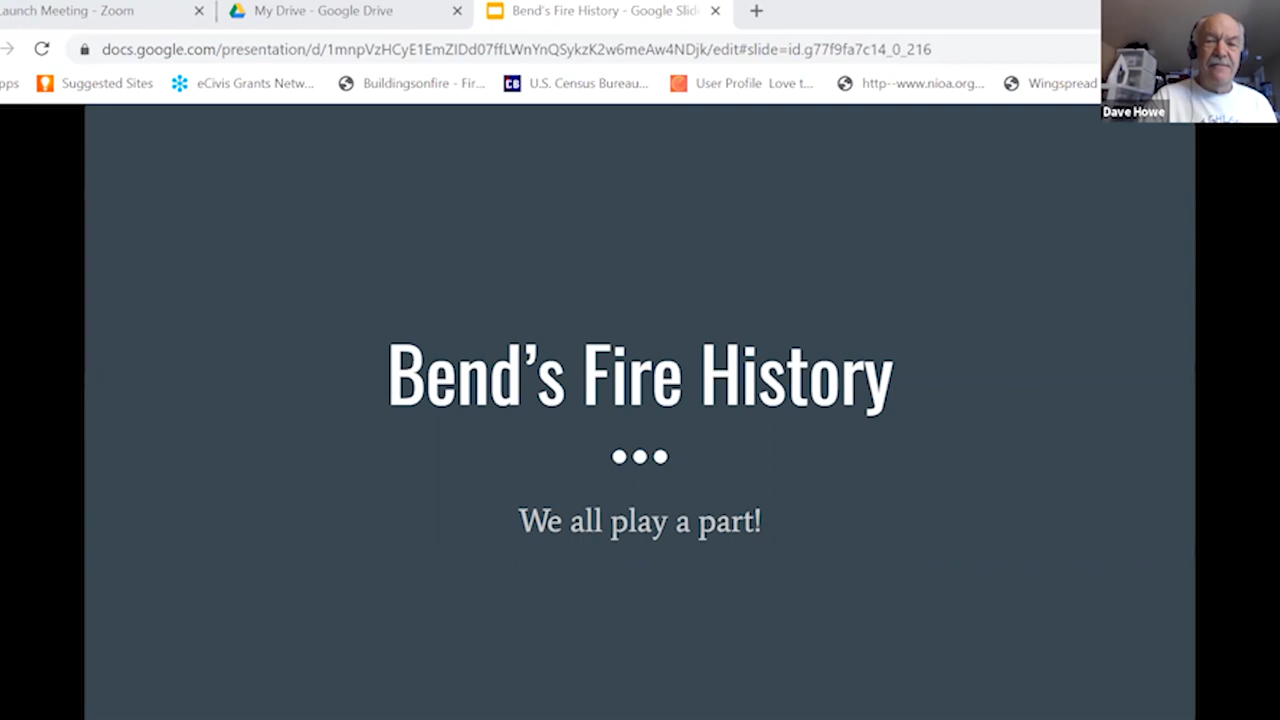 Launch Meeting - Zoom
My Drive - Google Drive
Bend's Fire History - Google Slid
docs.google.com/presentation/d/1mnpVzHCyE1EmZIDd07ffLWnYnQSykzK2w6meAw4NDjk/edit#slide=id.g77f9fa7c14_0_216
pps
Suggested Sites
eCivis Grants Netw...
Buildingsonfire - Fir...
CB
U.S. Census Bureau...
User Profile Love t...
http--www.nioa.org...
Wingspread
Dave Howe
Bend’s Fire History
We all play a part!